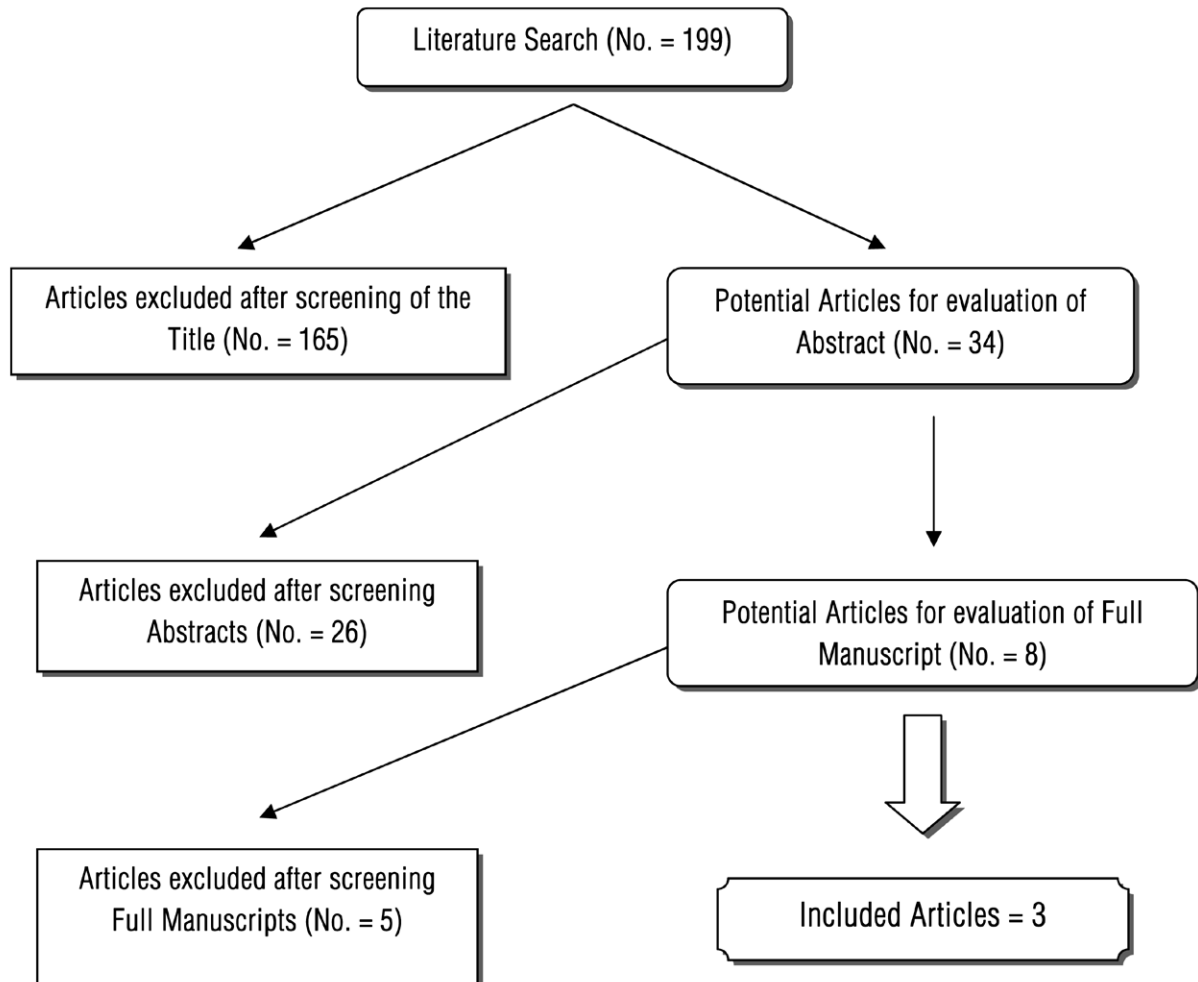 Literature Search (No. = 199)
Articles excluded after screening of the
Title (No. = 165)
Potential Articles for evaluation of
Abstract (No. = 34)
Articles excluded after screening
Abstracts (No. = 26)
Potential Articles for evaluation of Full
Manuscript (No. = 8)
Articles excluded after screening
Full Manuscripts (No. = 5)
Included Articles = 3